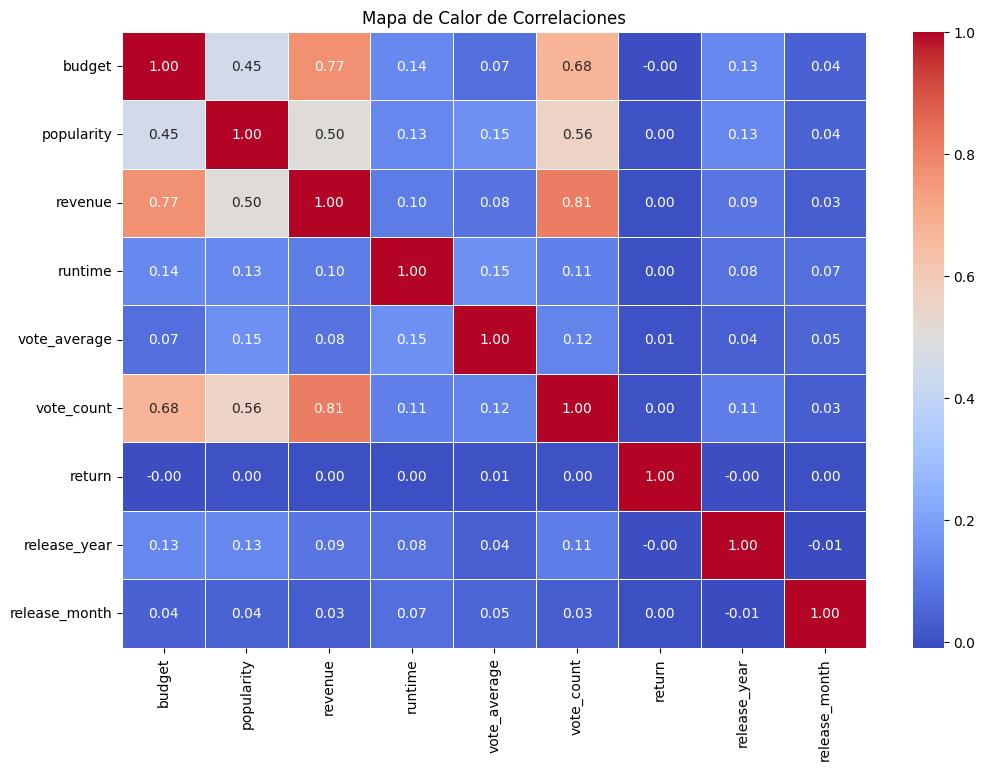 Mapa de Calor de Correlaciones
budget 1.00 0.45 0.77 0.14 0.07 0.68 -0.00 0.13 0.04
popularity 0.45 1.00 0.50 0.13 0.15 0.56 0.00 0.13 0.04
revenue 0.77 0.50 1.00 0.10 0.08 0.81 0.00 0.09 0.03
runtime 0.14 0.13 0.10 1.00 0.15 0.11 0.00 0.08 0.07
vote_average 0.07 0.15 0.08 0.15 1.00 0.12 0.01 0.04 0.05
vote_count 0.68 0.56 0.81 0.11 0.12 1.00 0.00 0.11 0.03
return -0.00 0.00 0.00 0.00 0.01 0.00 1.00 -0.00 0.00
release_year 0.13 0.13 0.09 0.08 0.04 0.11 -0.00 1.00 -0.01
release_month 0.04 0.04 0.03 0.07 0.05 0.03 0.00 -0.01 1.00
budget
popularity
revenue
runtime
vote_average
vote_count
return
release_year
release_month
1.0
0.8
0.6
0.4
0.2
0.0